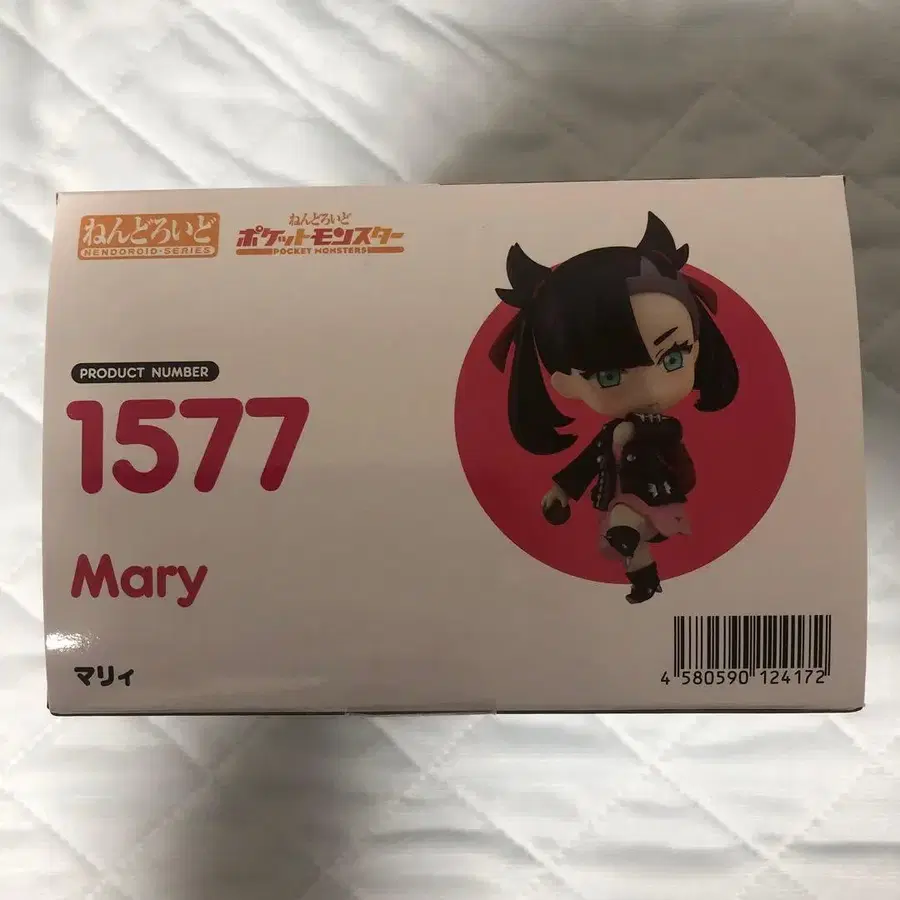 ねんどろいど
NENDOROID·SERIES
ねんどろいど
ポケットモンスター
POCKET MONSTERS
PRODUCT NUMBER
1577
Mary
マリィ
4 580590 124172